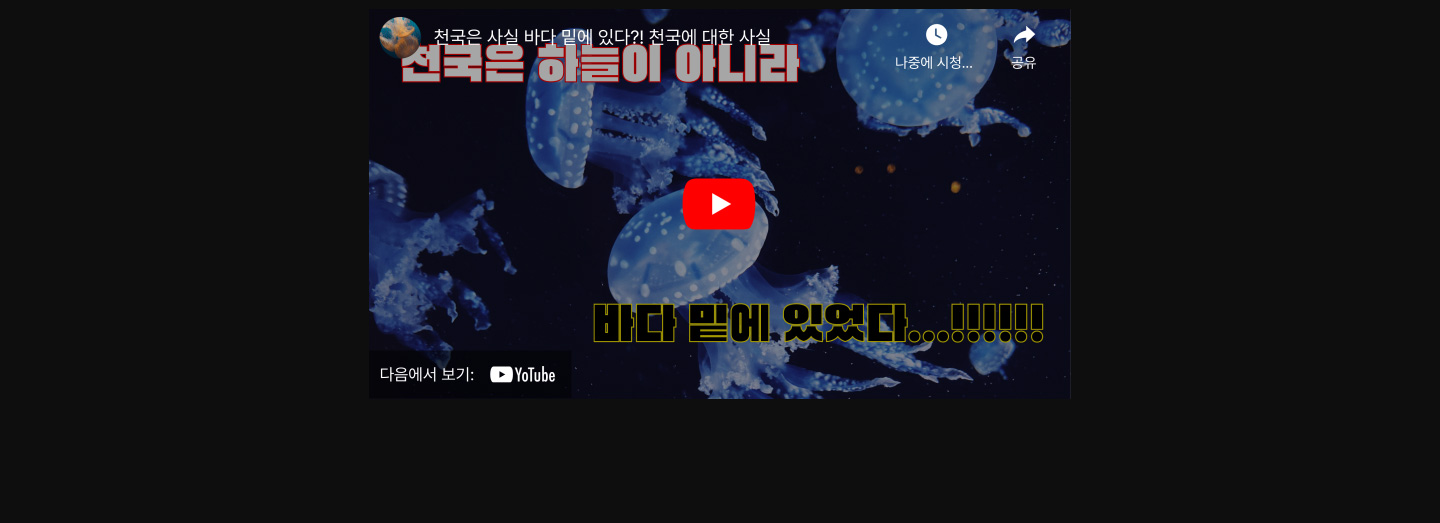 천국은 사실 바다 밑에 있다?! 천국에 대한 사실
나중에 시청...
공유
천국은 하늘이 아니라
바다 밑에 있었다...!!!!!!
다음에서 보기: YoTube